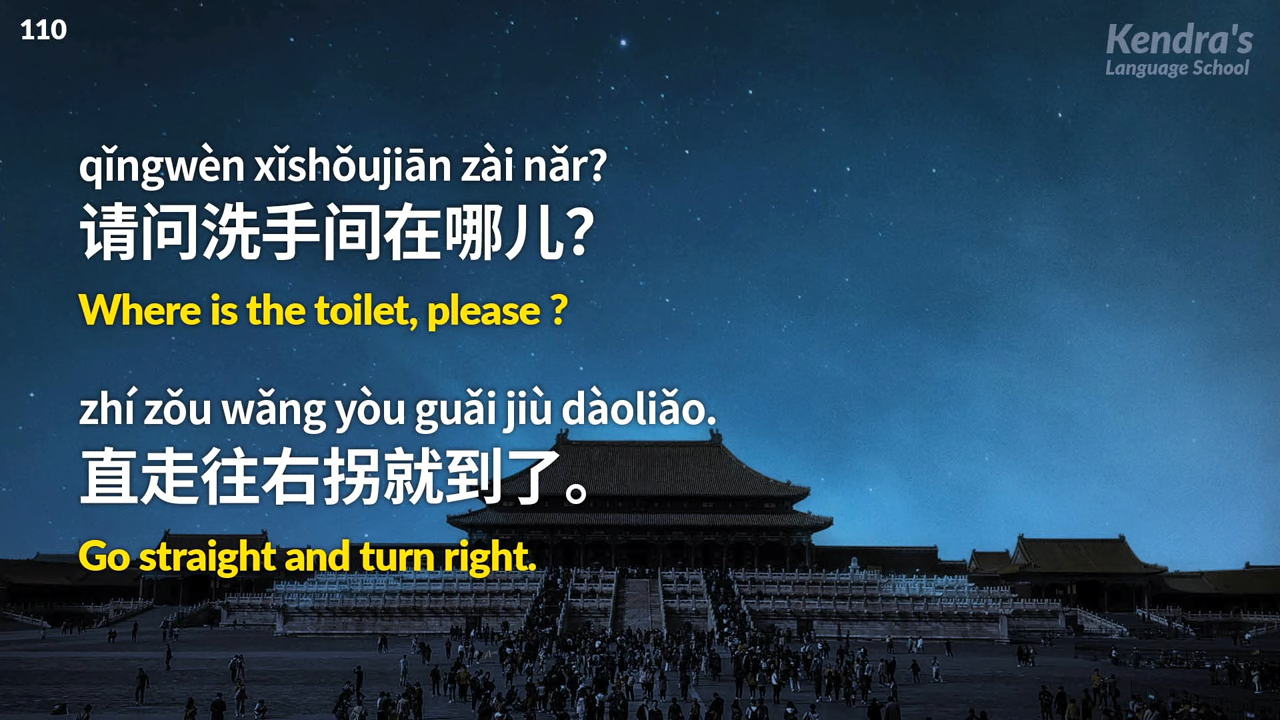 110
Kendra's
Language School
qǐngwèn xǐshǒujiān zài nǎr?
请问洗手间在哪儿？
Where is the toilet, please ?
zhí zǒu wǎng yòu guǎi jiù dàoliǎo.
直走往右拐就到了。
Go straight and turn right.